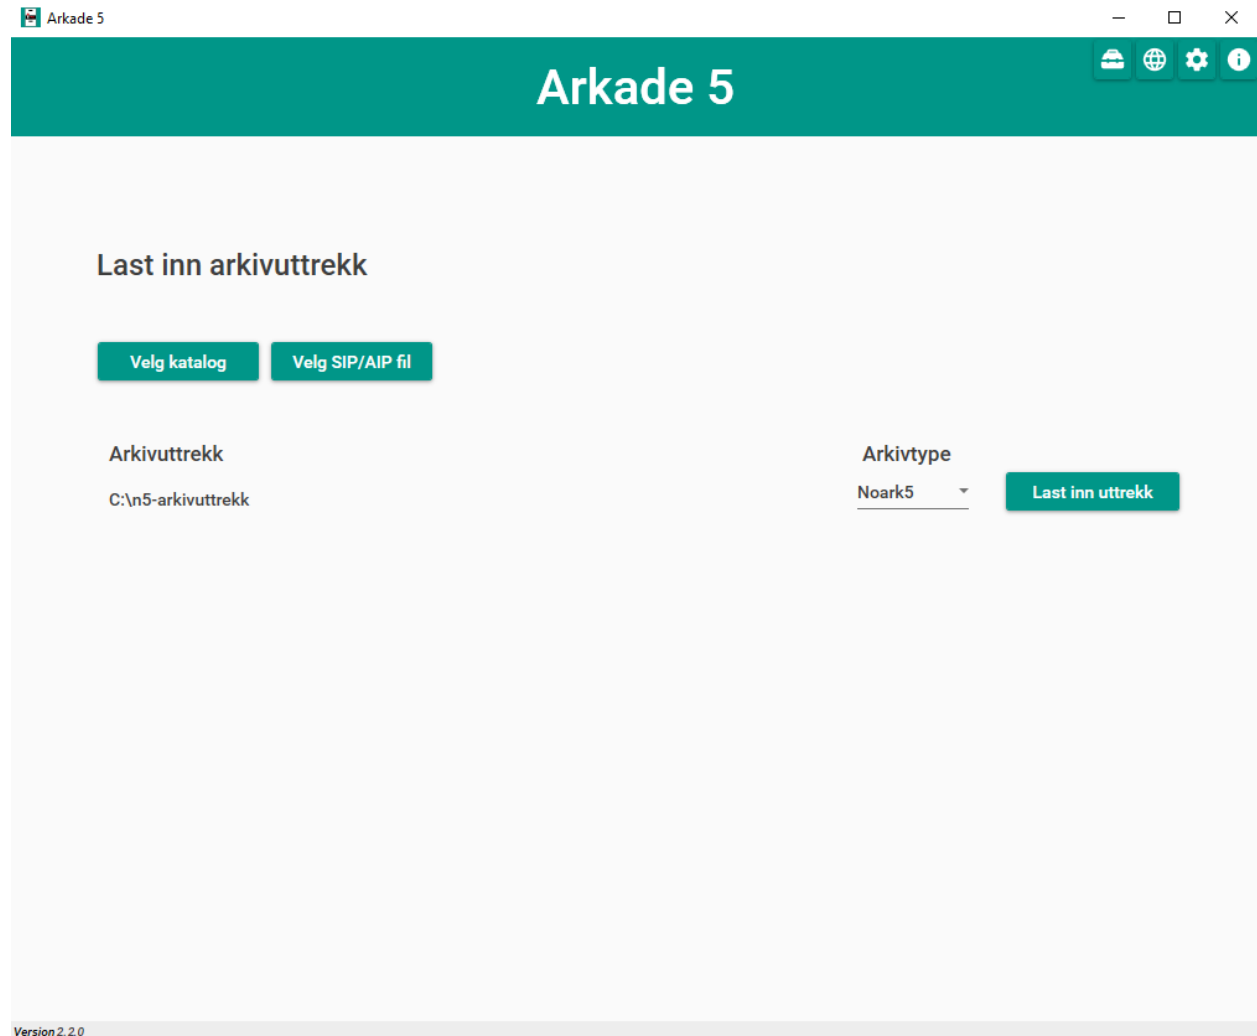 Arkade 5
Arkade 5
Last inn arkivuttrekk
Velg katalog Velg SIP/AIP fil
Arkivuttrekk Arkivtype
C:\n5-arkivuttrekk Noark5 Last inn uttrekk
Version 2.2.0